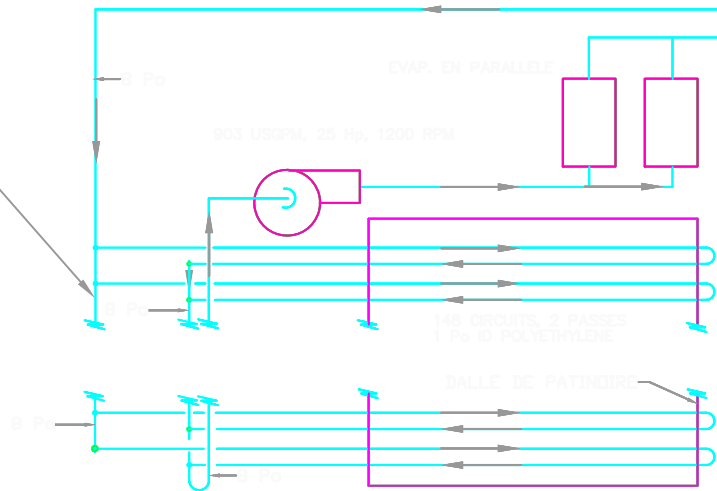 8 Po
EVAP. EN PARALLELE
903 USGPM, 25 Hp, 1200 RPM
8 Po
148 CIRCUITS, 2 PASSES
1 Po ID POLYETHYLENE
DALLE DE PATINOIRE
8 Po
8 Po